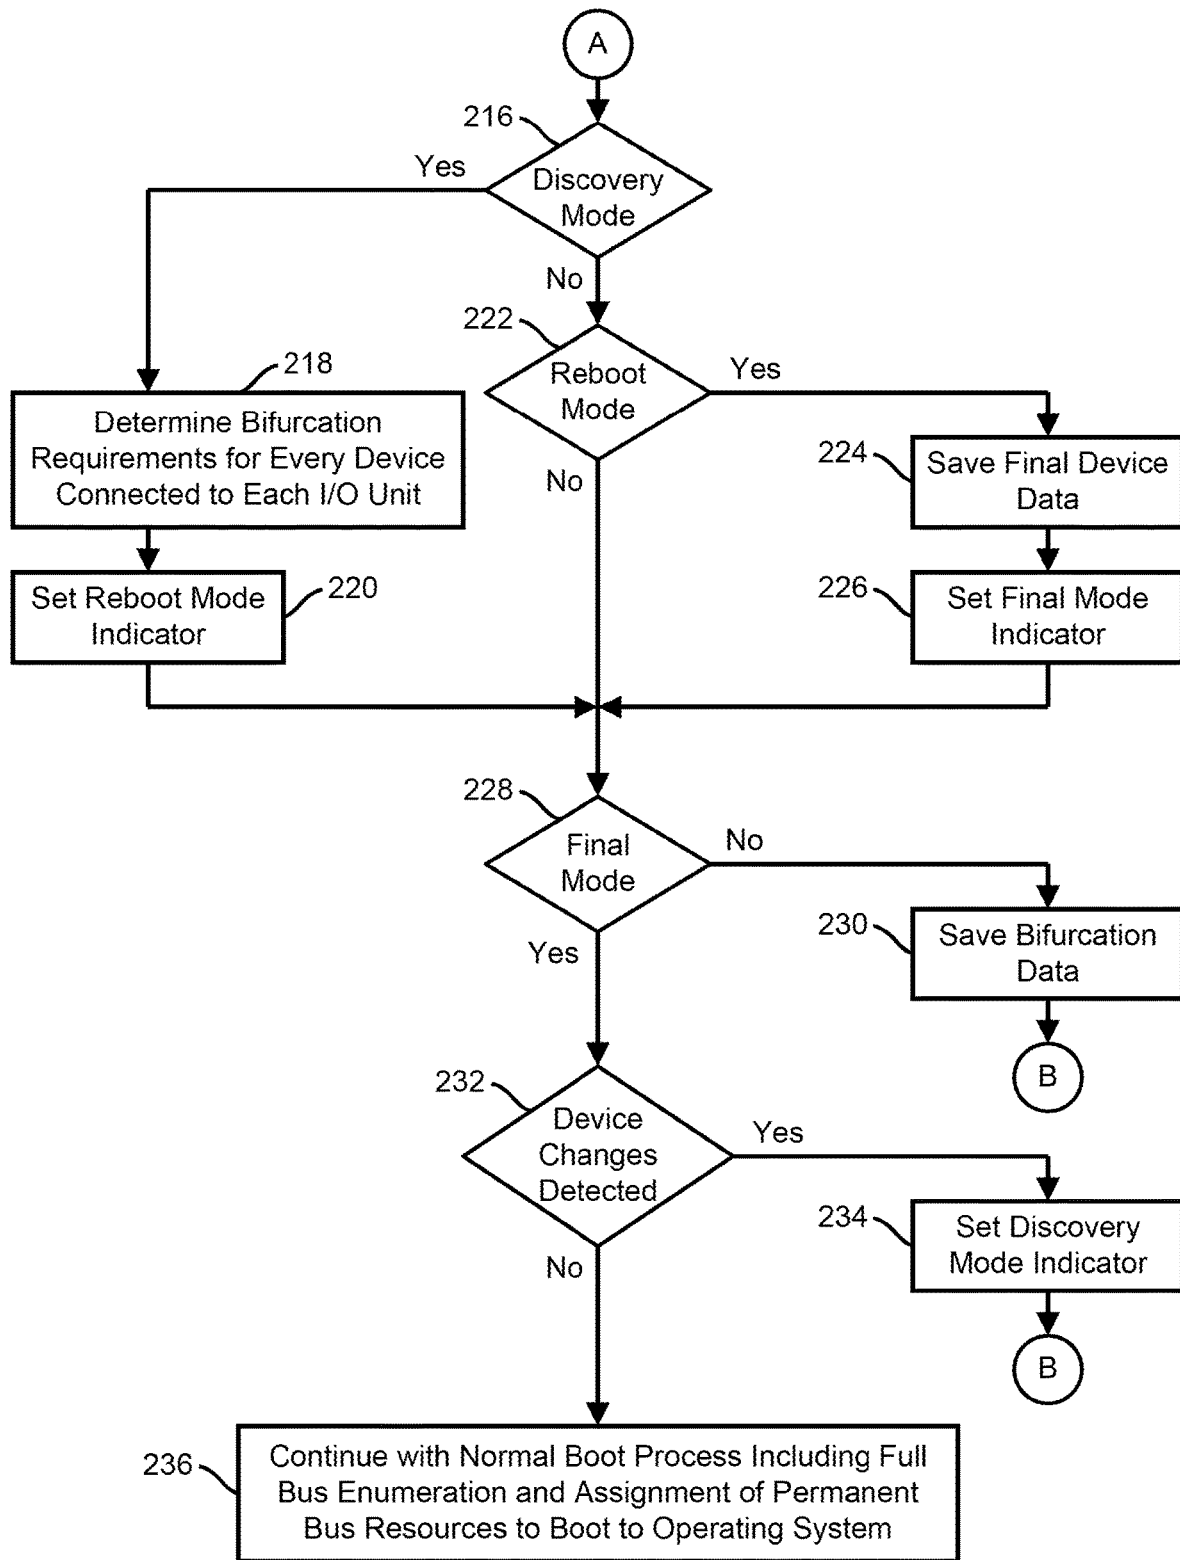 A
216
Yes
Discovery
Mode
No
222
Reboot
Mode
Yes
218
Determine Bifurcation
Requirements for Every Device
Connected to Each I/O Unit
No
224
Save Final Device
Data
Set Reboot Mode
Indicator
220
226
Set Final Mode
Indicator
228
Final
Mode
No
Yes
230
Save Bifurcation
Data
B
232
Device
Changes
Detected
Yes
No
234
Set Discovery
Mode Indicator
B
236
Continue with Normal Boot Process Including Full
Bus Enumeration and Assignment of Permanent
Bus Resources to Boot to Operating System